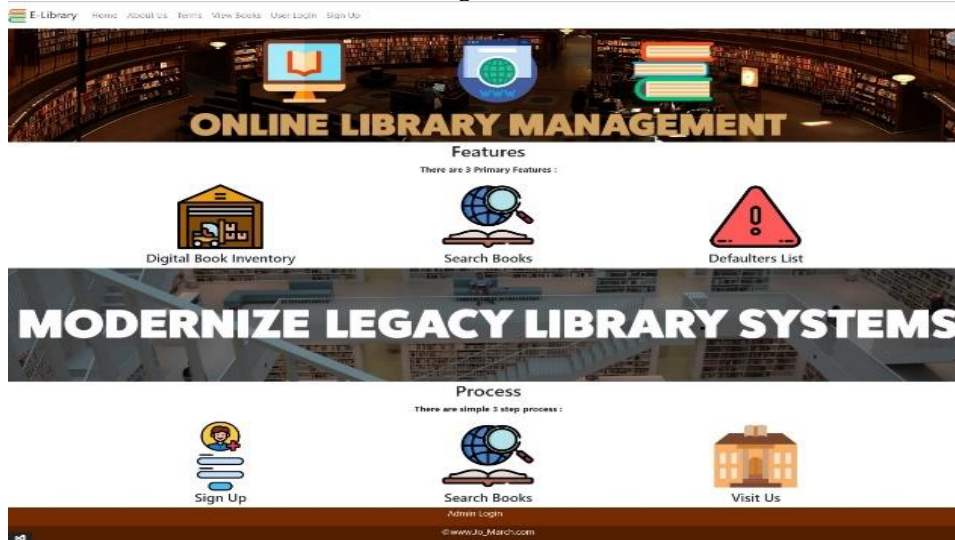 E-Library Home About Us Terms View Books User Login Sign Up
ONLINE LIBRARY MANAGEMENT
Features
There are 3 Primary Features :
Digital Book Inventory Search Books Defaulters List
MODERNIZE LEGACY LIBRARY SYSTEMS
Process
There are simple 3 step process :
Sign Up Search Books Visit Us
Admin Login
©www.Jo_March.com